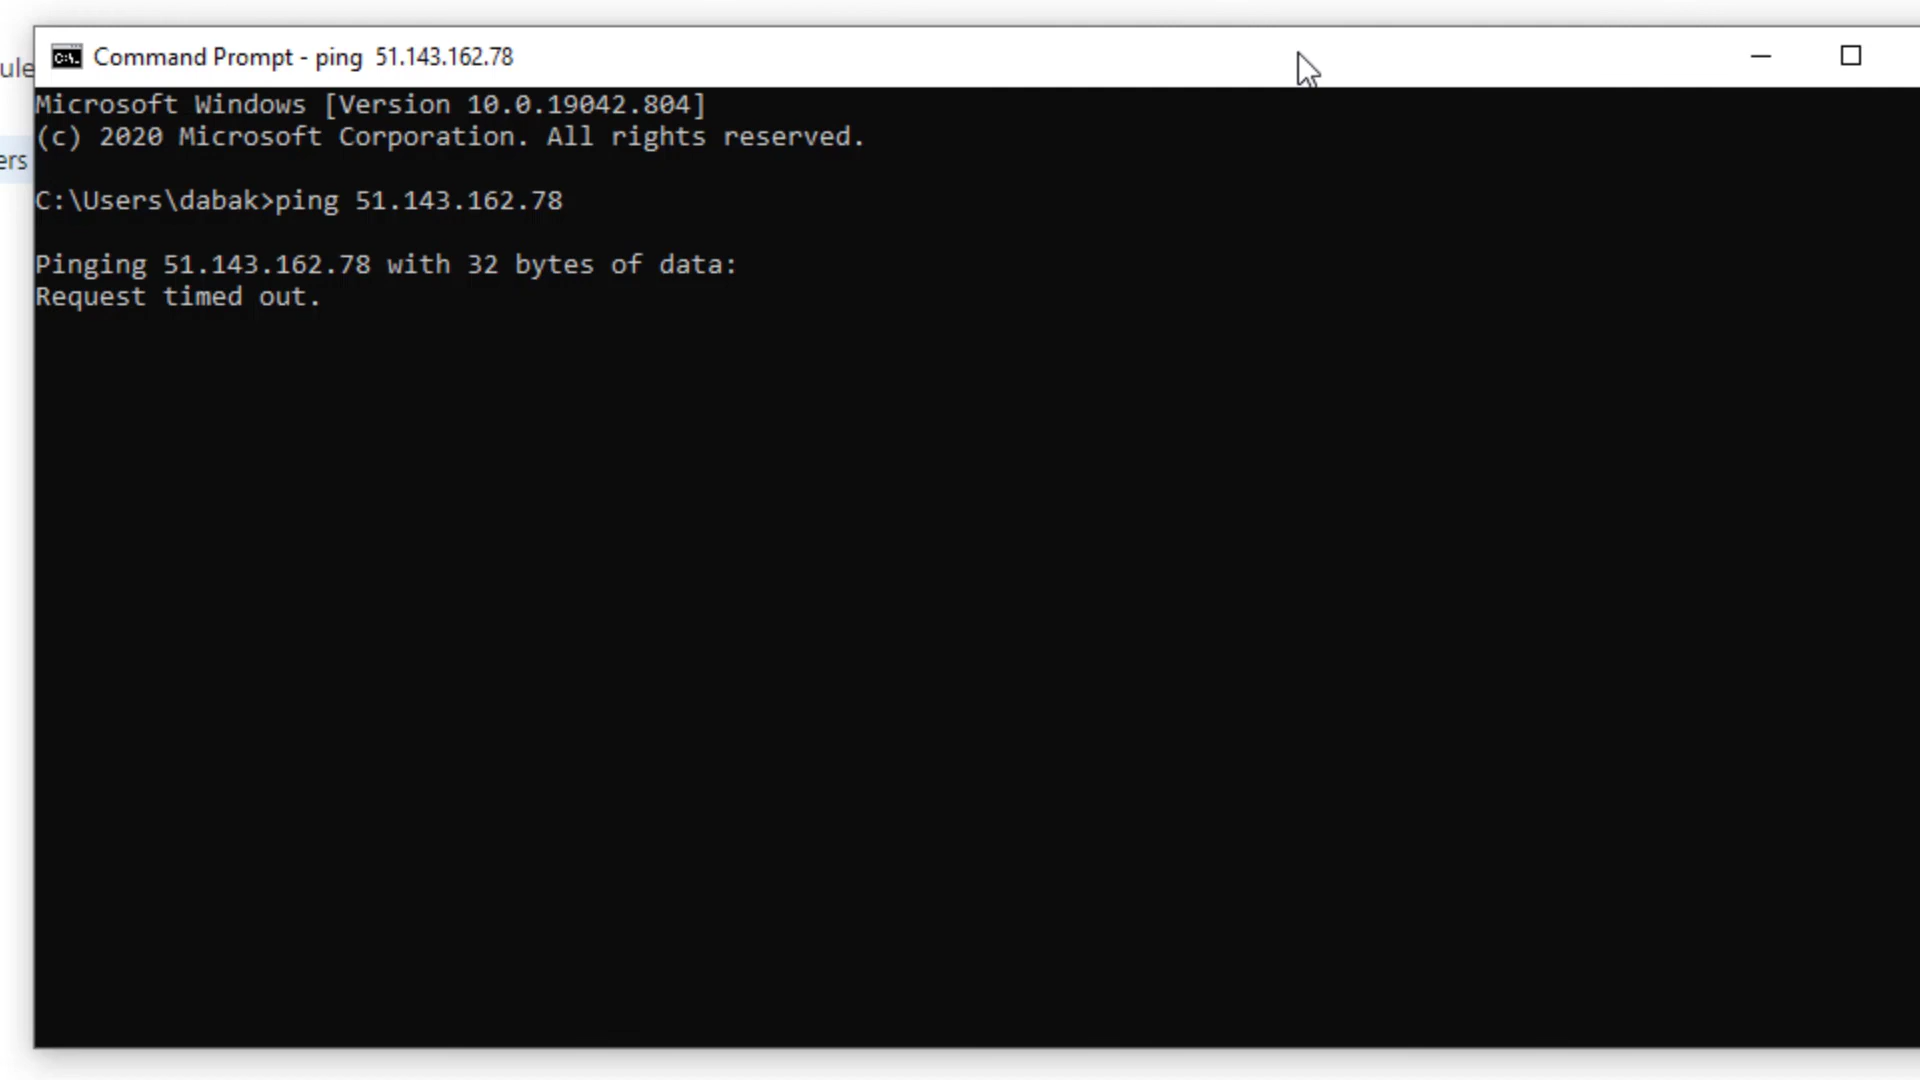 Command Prompt - ping 51.143.162.78
Microsoft Windows [Version 10.0.19042.804]
(c) 2020 Microsoft Corporation. All rights reserved.
C:\Users\dabak>ping 51.143.162.78
Pinging 51.143.162.78 with 32 bytes of data:
Request timed out.
ule
ers